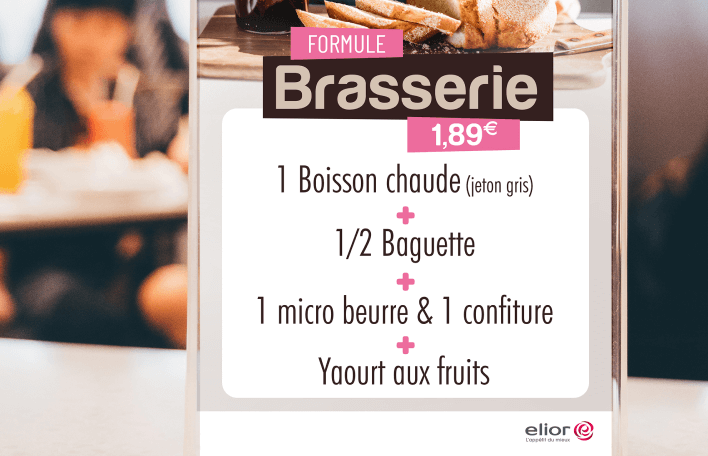 FORMULE
Brasserie
1,89€
1 Boisson chaude (jeton gris)
+
1/2 Baguette
+
1 micro beurre & 1 confiture
+
Yaourt aux fruits
elior
L'appétit du mieux